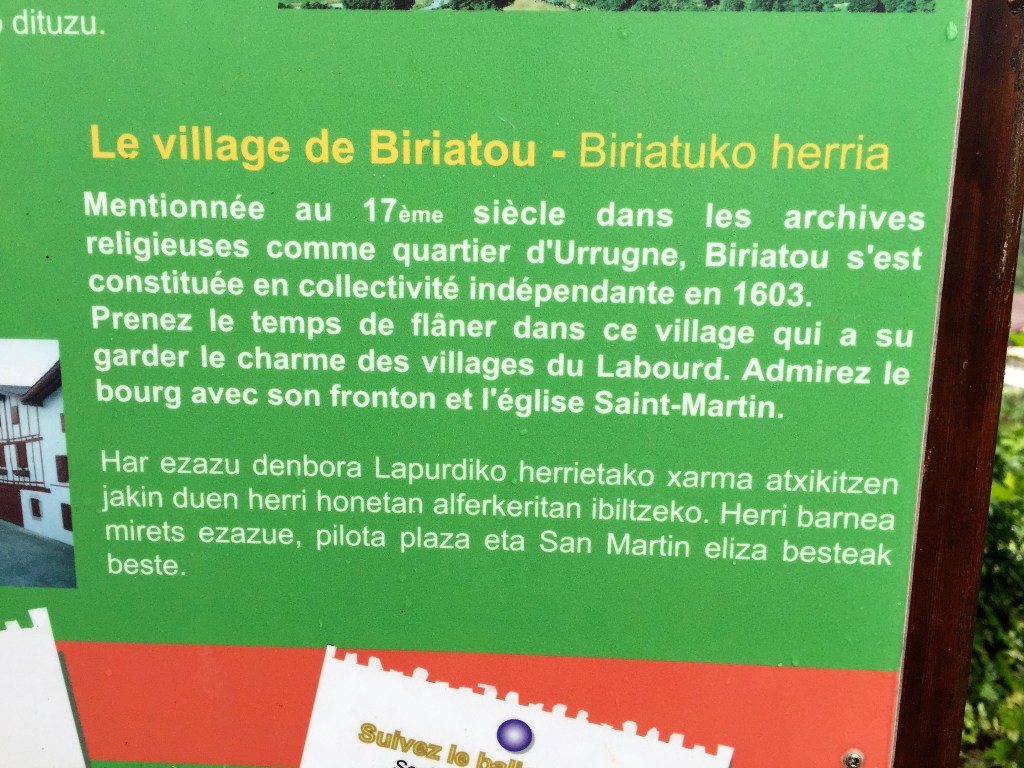 dituzu.
Le village de Biriatou - Biriatuko herria
Mentionnée au 17ème siècle dans les archives
religieuses comme quartier d'Urrugne, Biriatou s'est
constituée en collectivité indépendante en 1603.
Prenez le temps de flâner dans ce village qui a su
garder le charme des villages du Labourd. Admirez le
bourg avec son fronton et l'église Saint-Martin.
Har ezazu denbora Lapurdiko herrietako xarma atxikitzen
jakin duen herri honetan alferkeritan ibiltzeko. Herri barnea
mirets ezazue, pilota plaza eta San Martin eliza besteak
beste.
Suivez le